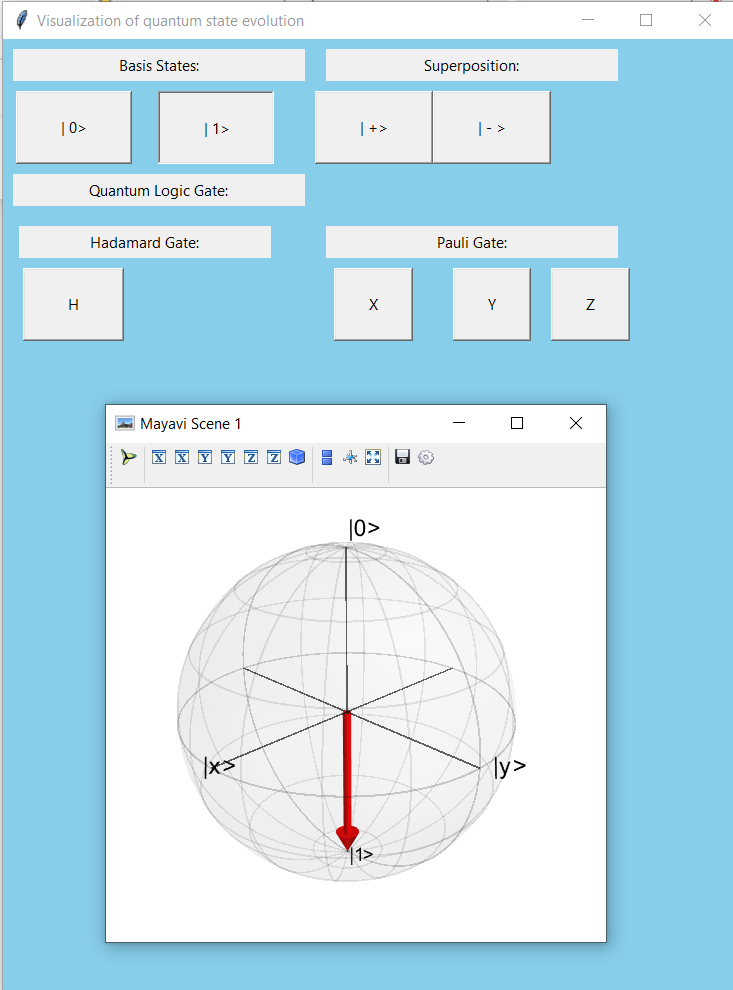 Visualization of quantum state evolution
Basis States:
Superposition:
| 0>
| 1>
| +>
| - >
Quantum Logic Gate:
Hadamard Gate:
Pauli Gate:
H
X
Y
Z
Mayavi Scene 1
X X Y Y Z Z
|0>
|x>
|y>
|1>